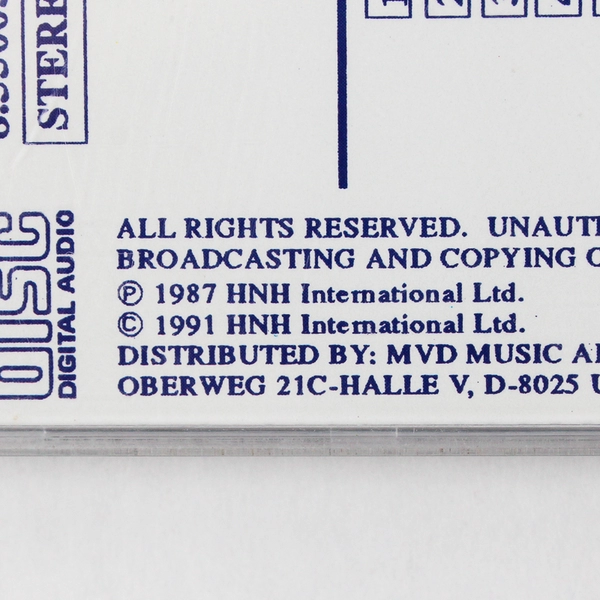 STERE
DISC
DIGITAL AUDIO
ALL RIGHTS RESERVED. UNAUT
BROADCASTING AND COPYING
℗ 1987 HNH International Ltd.
© 1991 HNH International Ltd.
DISTRIBUTED BY: MVD MUSIC
OBERWEG 21C-HALLE V, D-8025